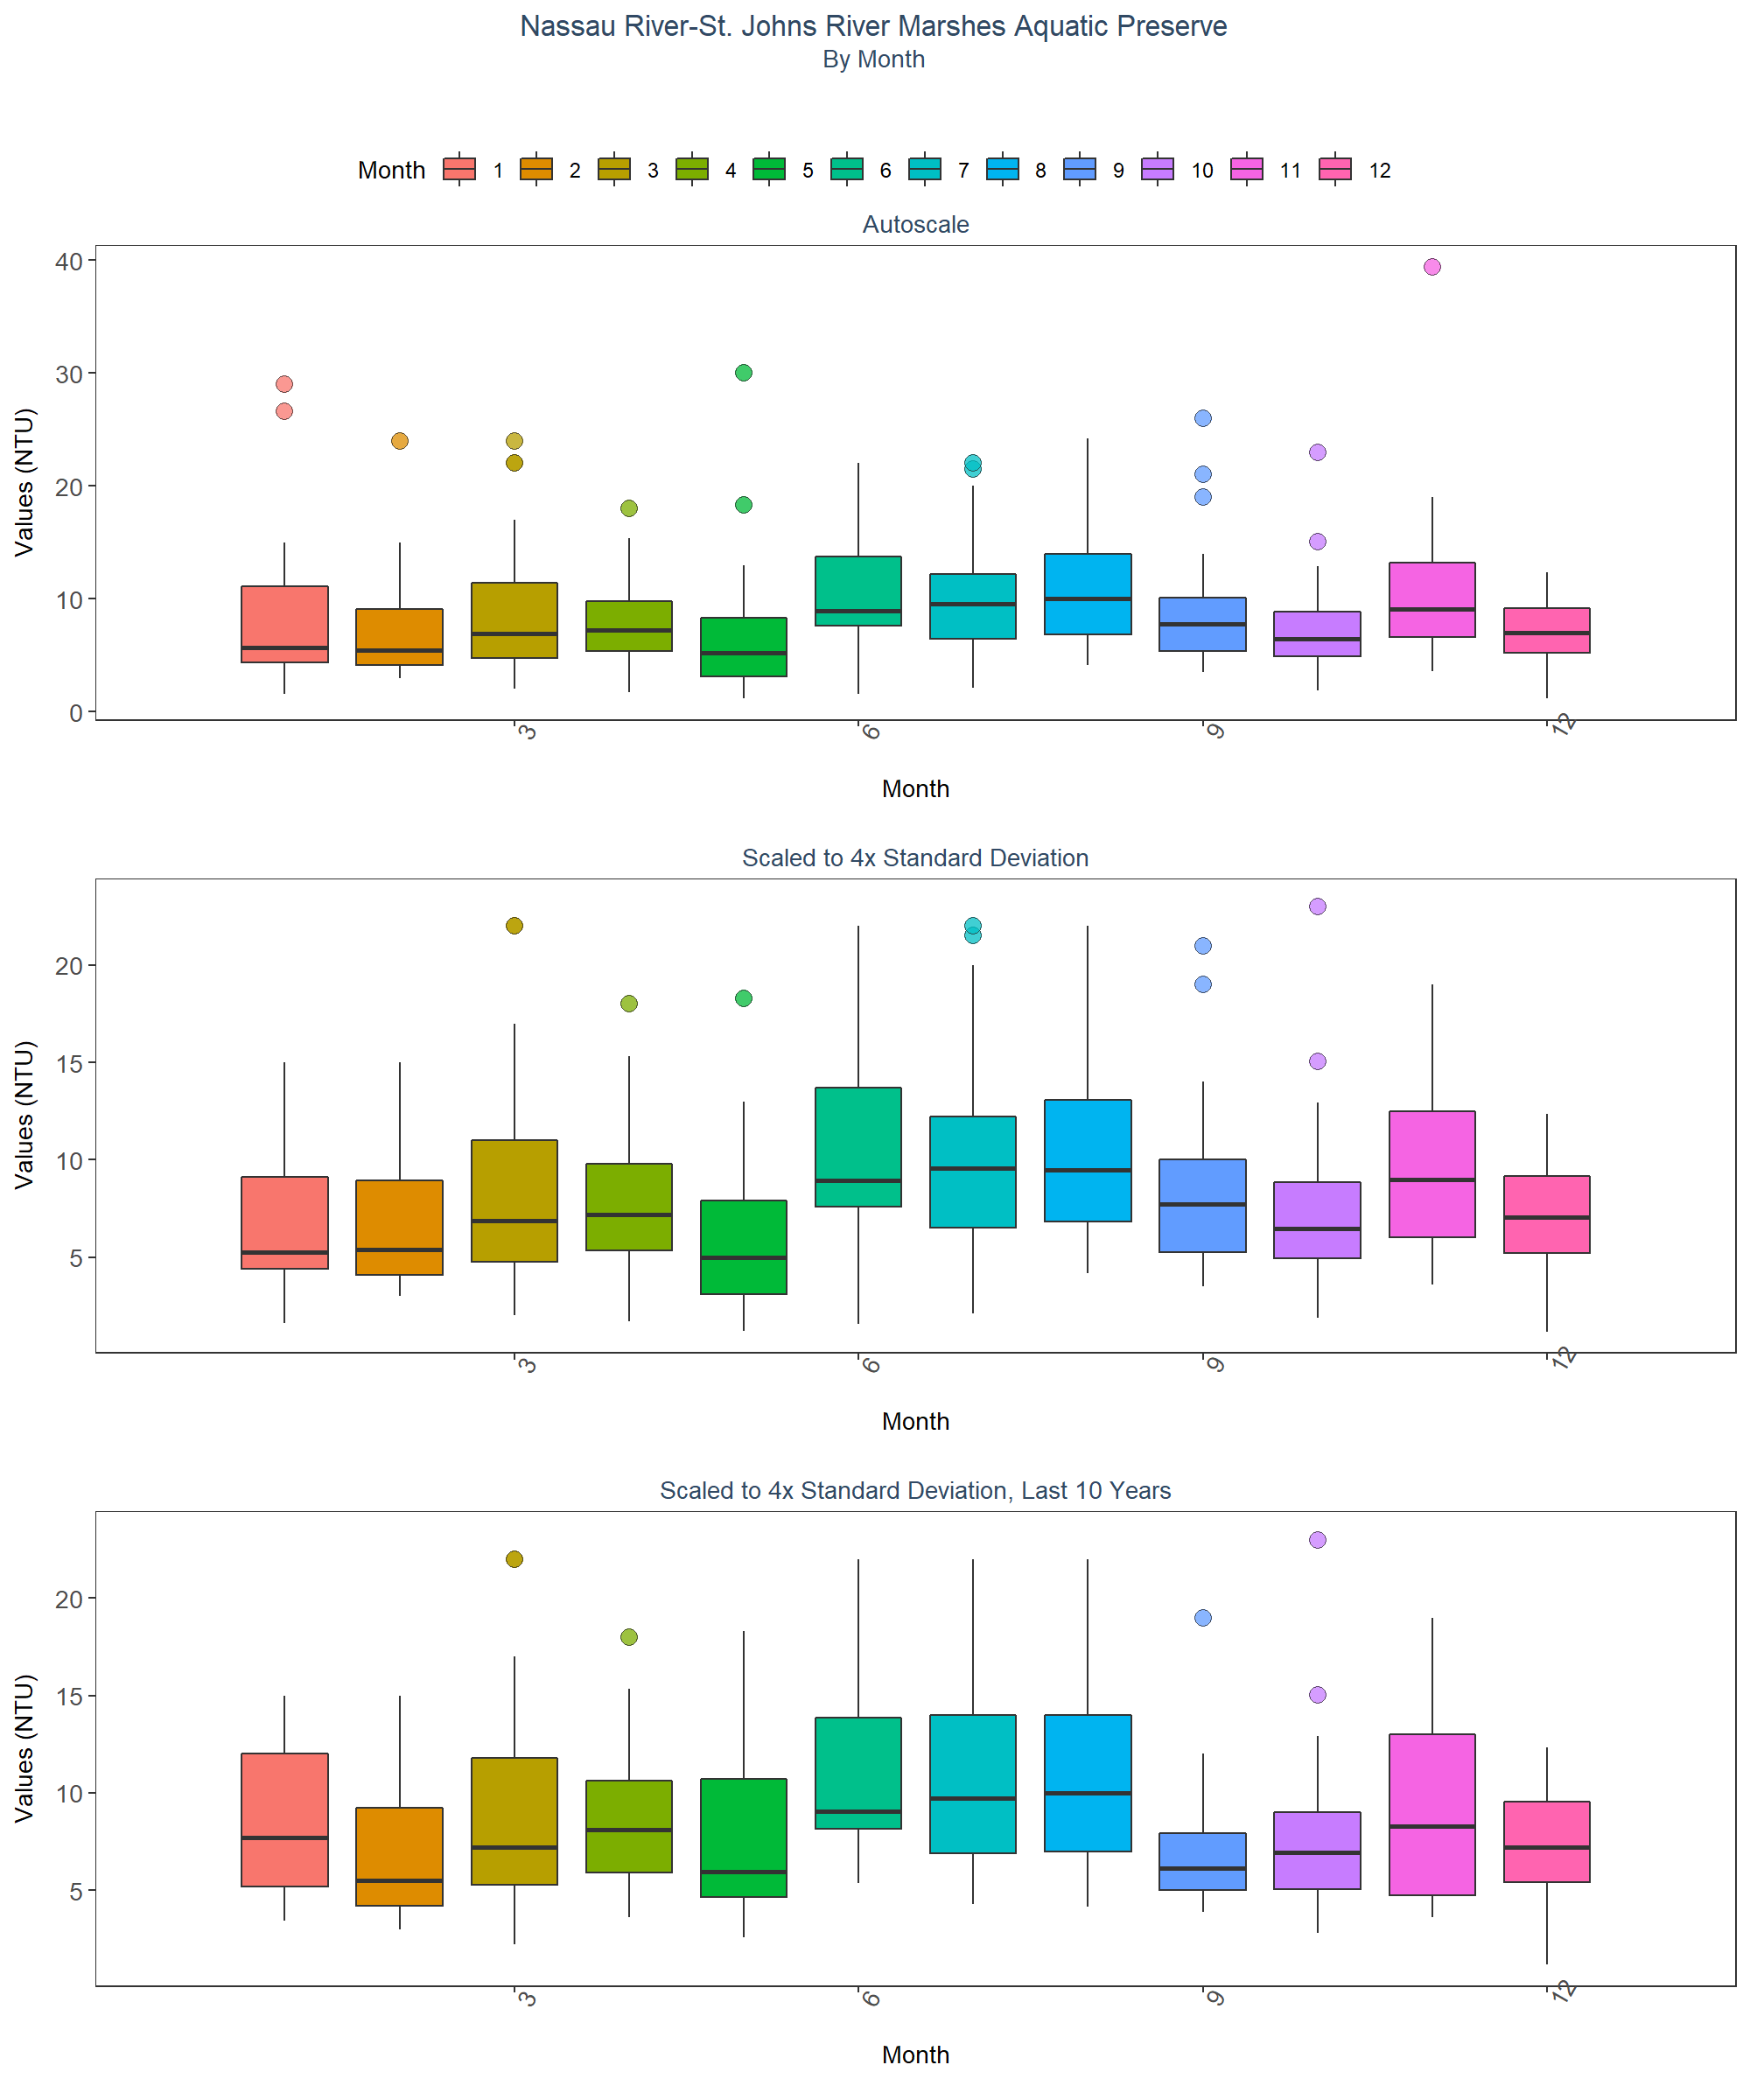 Nassau River-St. Johns River Marshes Aquatic Preserve
By Month
Month 1 2 3 4 5 6 7 8 9 10 11 12
Autoscale
40
30
20
10
0
Values (NTU)
3 6 9 12
Month
Scaled to 4x Standard Deviation
20
15
10
5
Values (NTU)
3 6 9 12
Month
Scaled to 4x Standard Deviation, Last 10 Years
20
15
10
5
Values (NTU)
3 6 9 12
Month